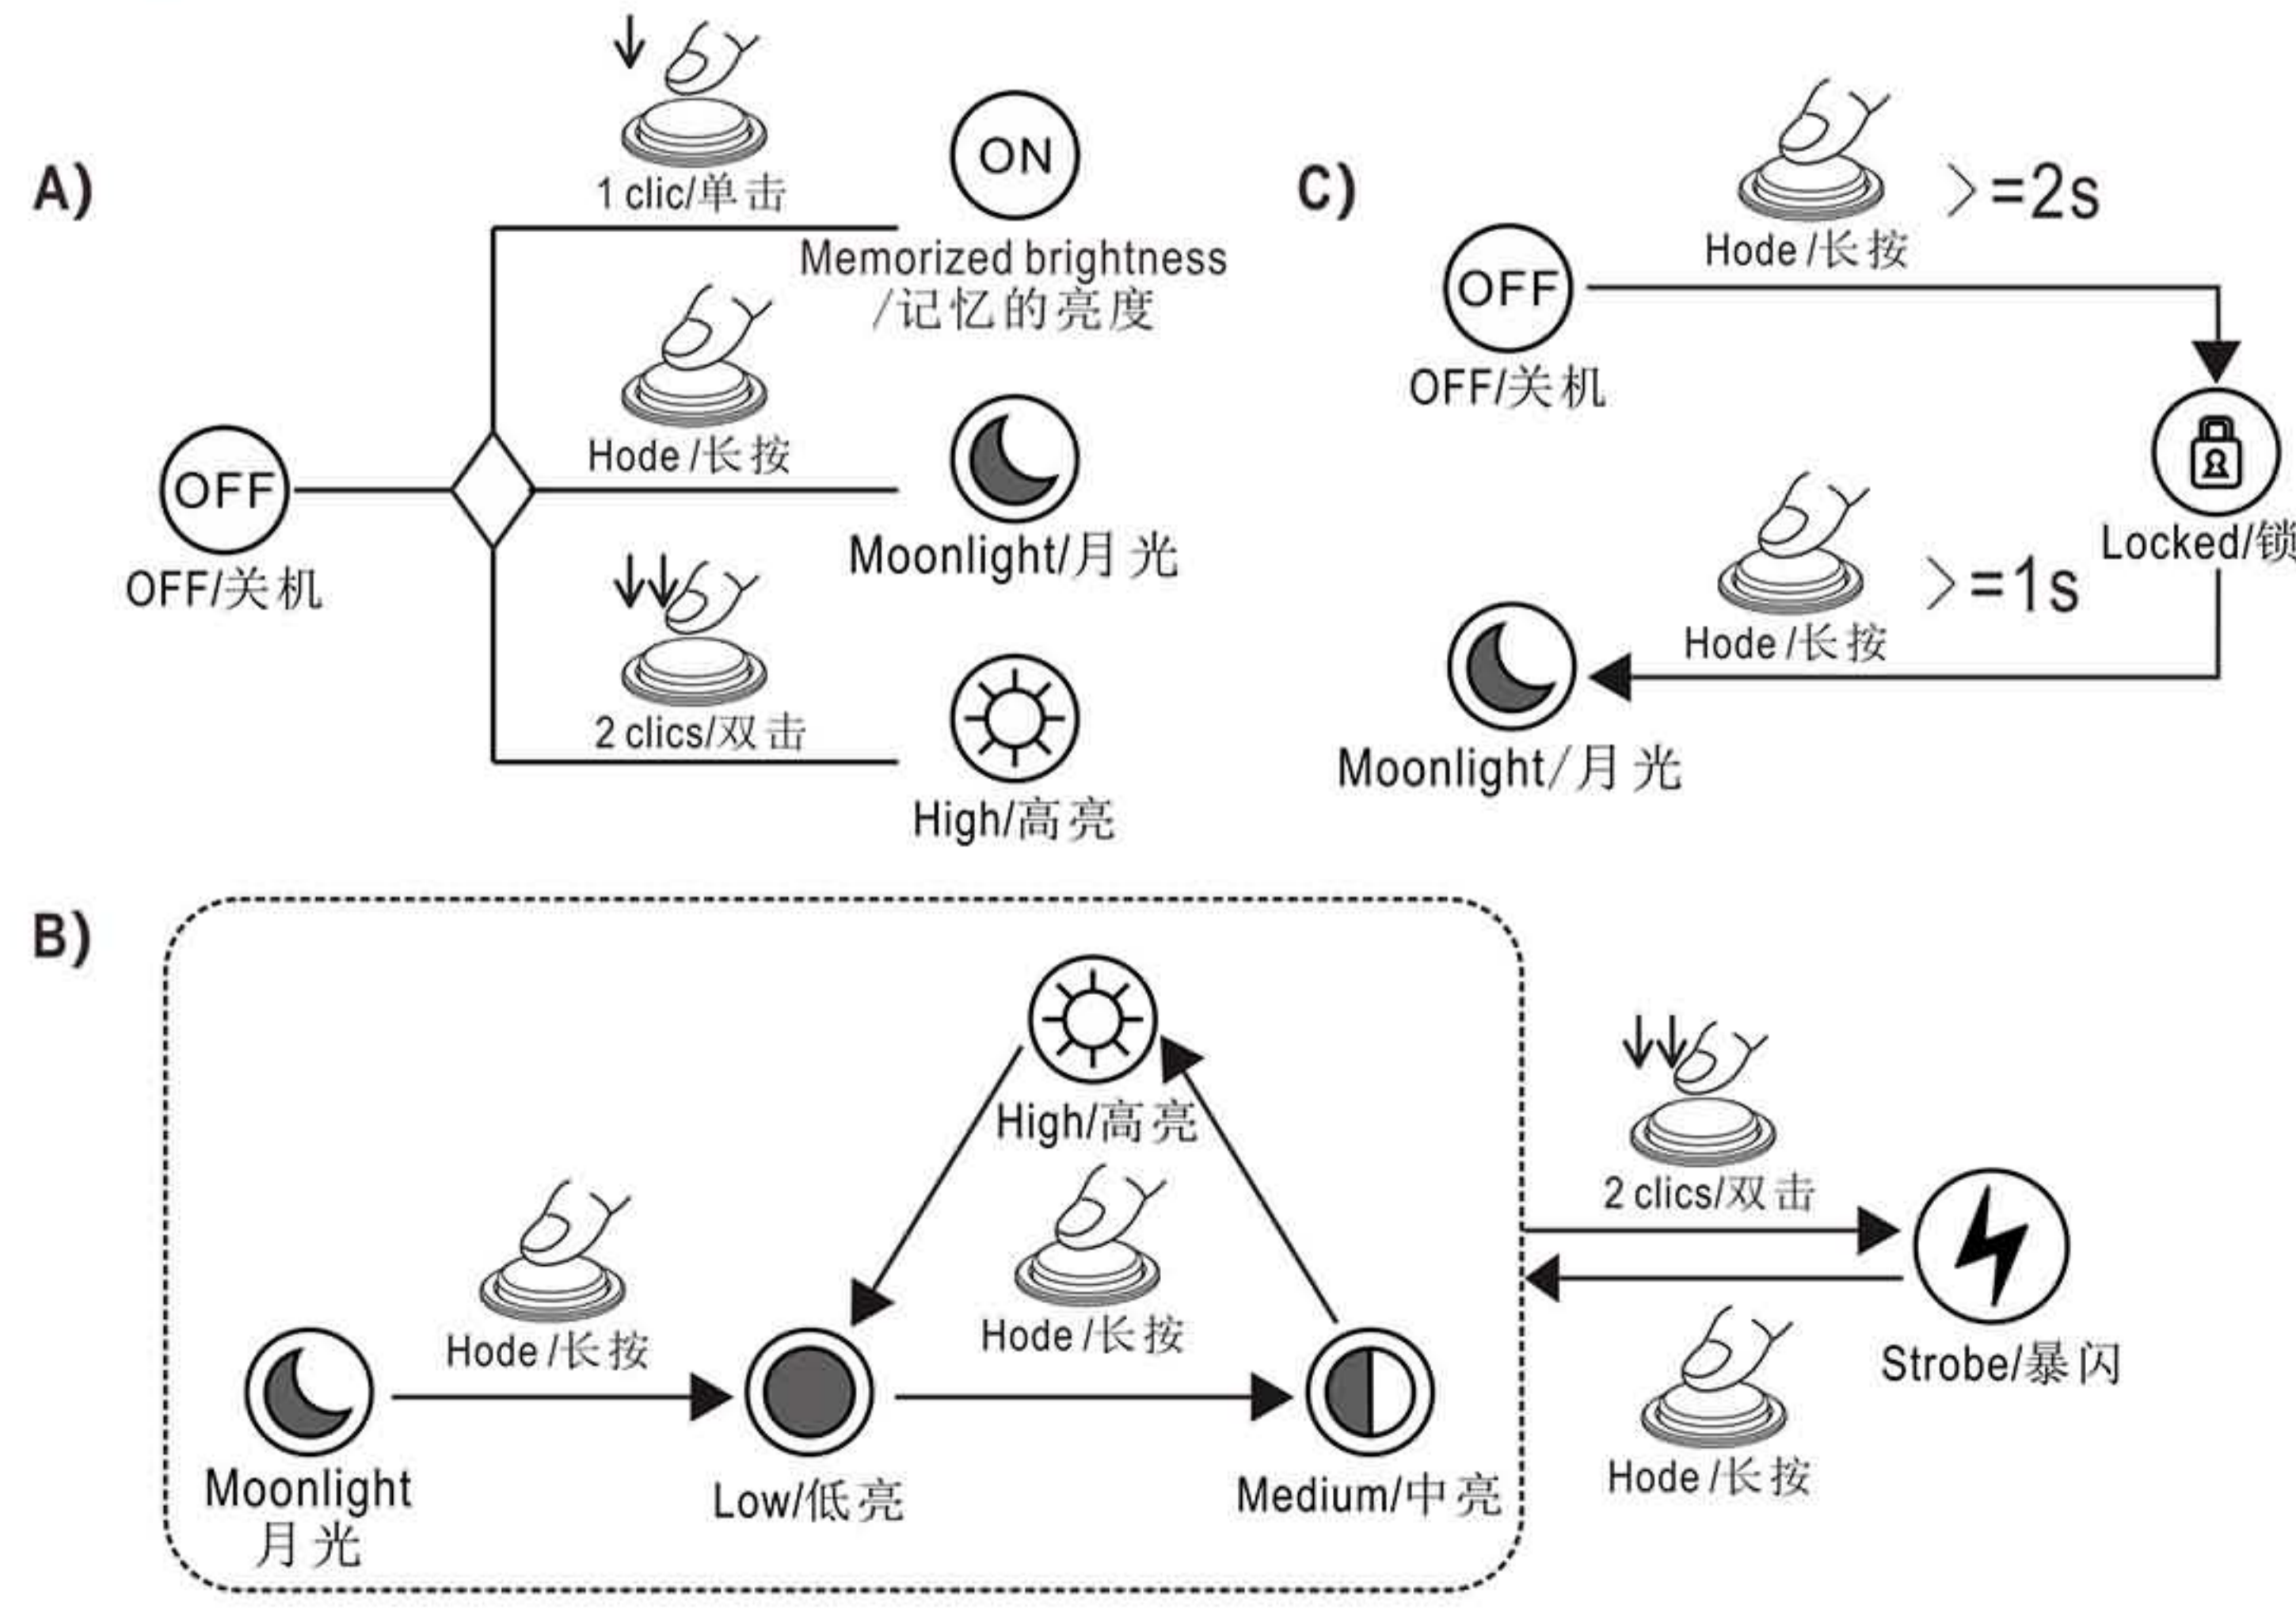 A)
1 clic/单击
ON
Memorized brightness
/记忆的亮度
Hode /长按
OFF
OFF/关机
Moonlight/月光
2 clics/双击
High/高亮
C)
>=2s
Hode /长按
OFF
OFF/关机
Locked/锁
>=1s
Hode /长按
Moonlight/月光
B)
High/高亮
Hode /长按
Hode /长按
Moonlight
月光
Low/低亮
Medium/中亮
2 clics/双击
Strobe/暴闪
Hode /长按